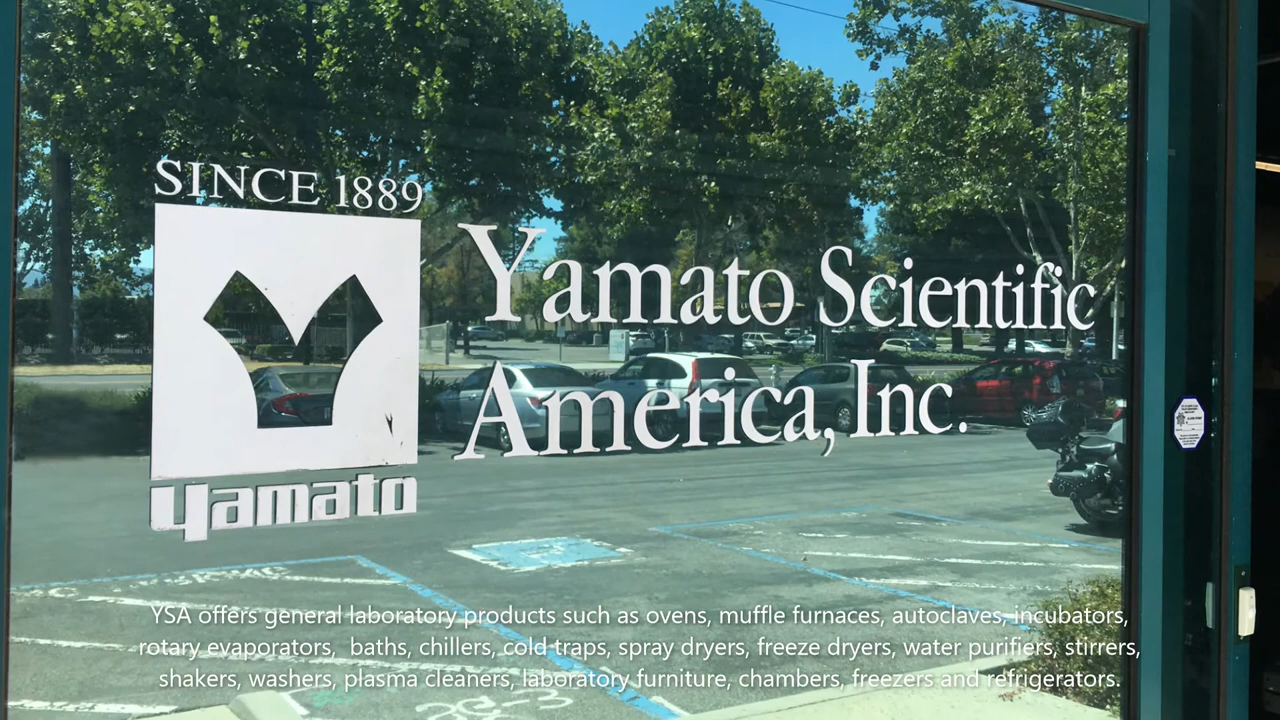 SINCE 1889
Yamato Scientific
America, Inc.
yamato
YSA offers general laboratory products such as ovens, muffle furnaces, autoclaves, incubators,
rotary evaporators,  baths, chillers, cold traps, spray dryers, freeze dryers, water purifiers, stirrers,
shakers, washers, plasma cleaners, laboratory furniture, chambers, freezers and refrigerators.